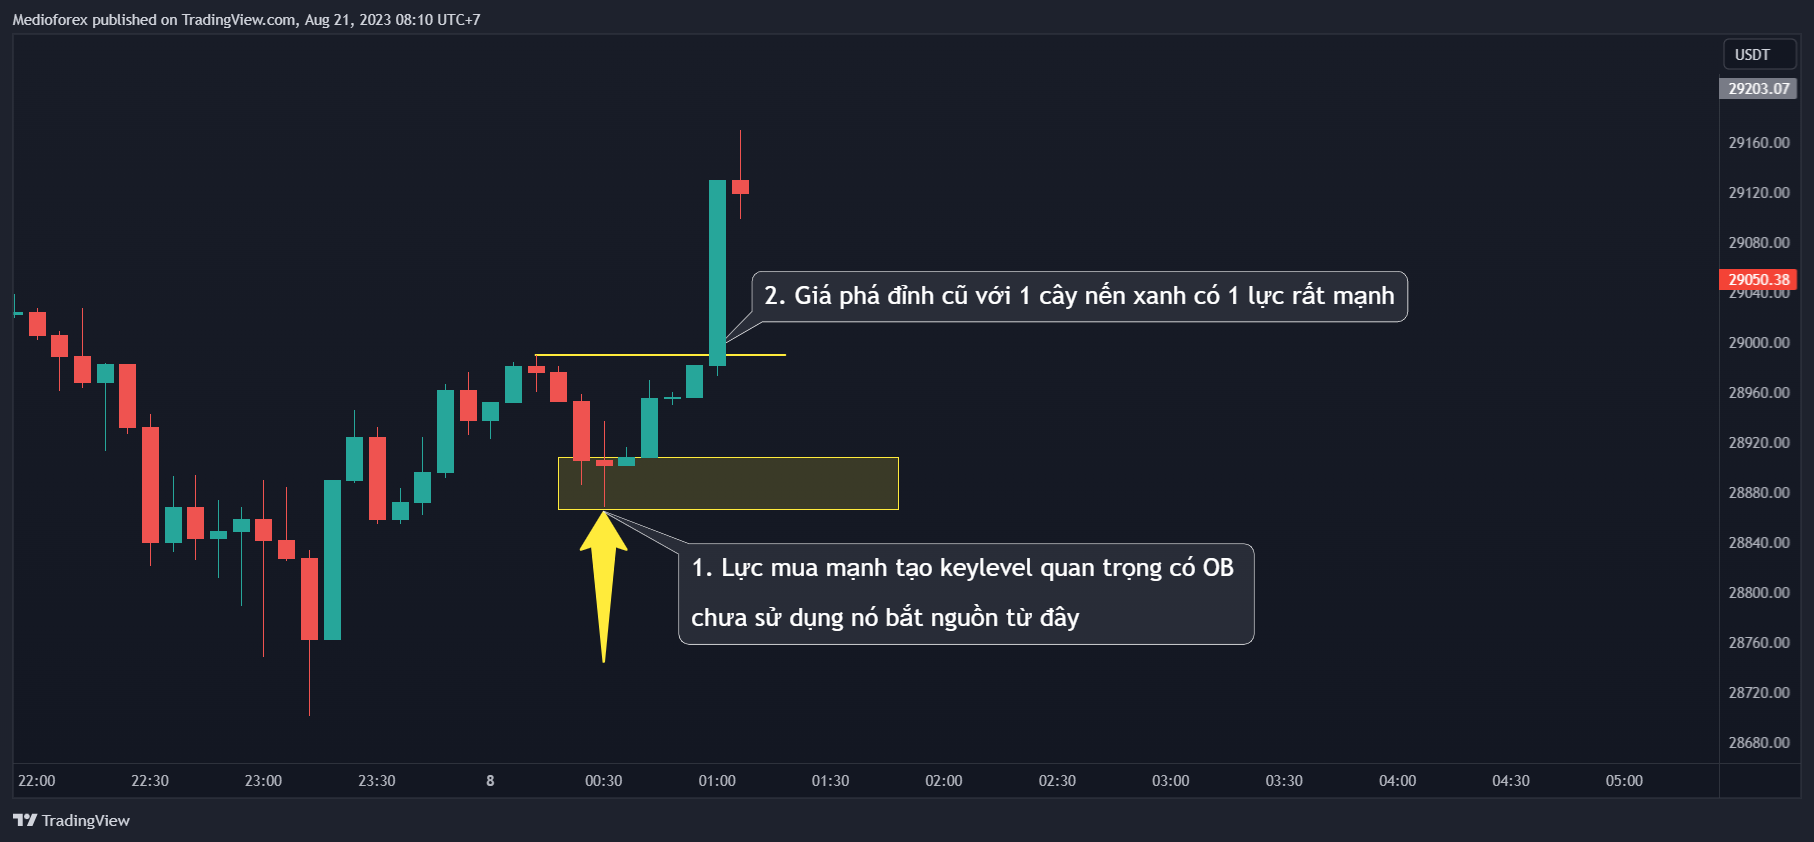 Medioforex published on TradingView.com, Aug 21, 2023 08:10 UTC+7
USDT
29203.07
29160.00
29120.00
29080.00
29050.38
29040.00
2. Giá phá đỉnh cũ với 1 cây nến xanh có 1 lực rất mạnh
29000.00
28960.00
28920.00
28880.00
28840.00
1. Lực mua mạnh tạo keylevel quan trọng có OB
chưa sử dụng nó bắt nguồn từ đây
28800.00
28760.00
28720.00
28680.00
22:00 22:30 23:00 23:30 8 00:30 01:00 01:30 02:00 02:30 03:00 03:30 04:00 04:30 05:00
TradingView